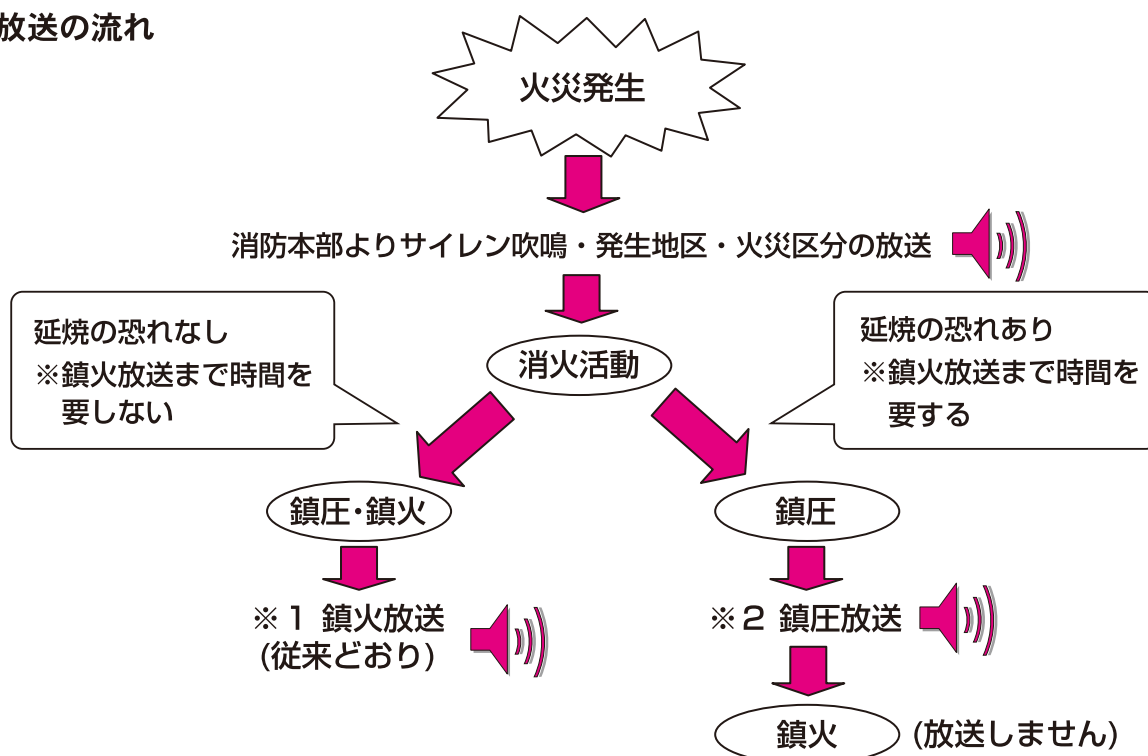 放送の流れ
火災発生
消防本部よりサイレン吹鳴・発生地区・火災区分の放送
延焼の恐れなし
※鎮火放送まで時間を
要しない
消火活動
延焼の恐れあり
※鎮火放送まで時間を
要する
鎮圧・鎮火
鎮圧
※1 鎮火放送
(従来どおり)
※2 鎮圧放送
鎮火 (放送しません)